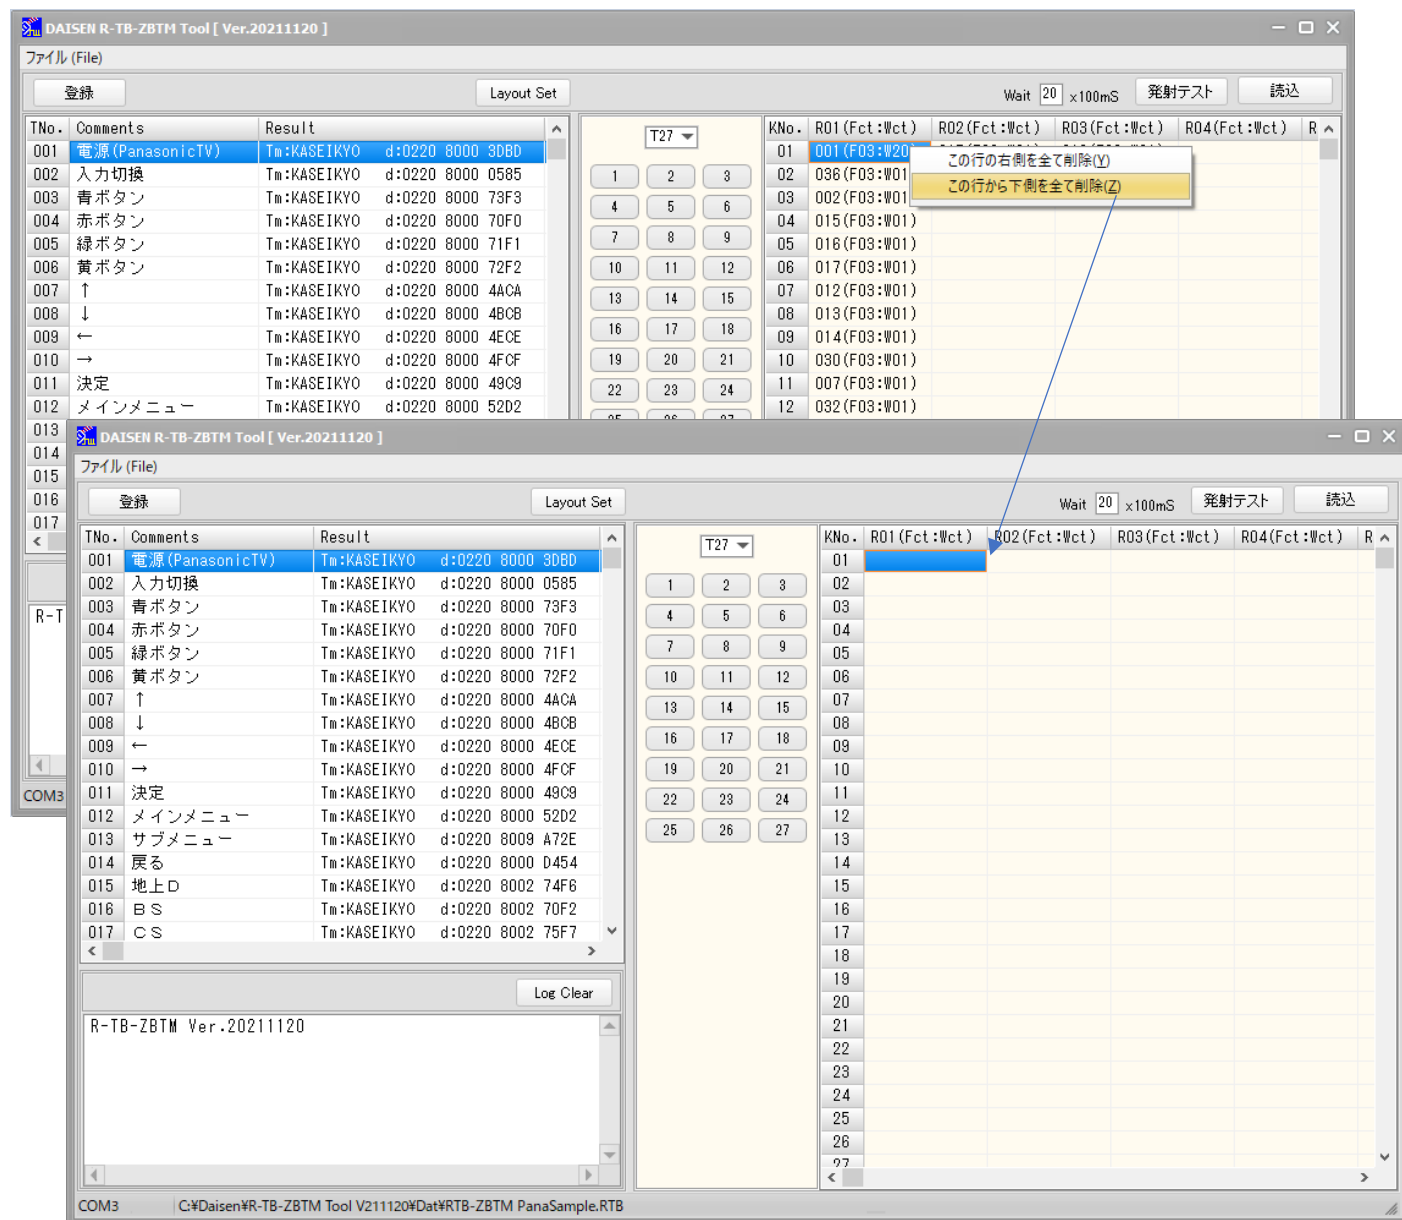 DAISEN R-TB-ZBTM Tool [ Ver.20211120 ]
ファイル (File)
登録 Layout Set Wait 20 x100mS 発射テスト 読込
TNo. Comments Result T27 KNo. R01(Fct:Wct) R02(Fct:Wct) R03(Fct:Wct) R04(Fct:Wct) R
001 電源(PanasonicTV) Tm:KASEIKYO d:0220 8000 3DBD 01 001(F03:W20) この行の右側を全て削除(Y)
002 入力切換 Tm:KASEIKYO d:0220 8000 0585 1 2 3 02 036(F03:W01 この行から下側を全て削除(Z)
003 青ボタン Tm:KASEIKYO d:0220 8000 73F3 4 5 6 03 002(F03:W01
004 赤ボタン Tm:KASEIKYO d:0220 8000 70F0 04 015(F03:W01)
005 緑ボタン Tm:KASEIKYO d:0220 8000 71F1 7 8 9 05 016(F03:W01)
006 黄ボタン Tm:KASEIKYO d:0220 8000 72F2 10 11 12 06 017(F03:W01)
007 ↑ Tm:KASEIKYO d:0220 8000 4ACA 13 14 15 07 012(F03:W01)
008 ↓ Tm:KASEIKYO d:0220 8000 4BCB 16 17 18 08 013(F03:W01)
009 ← Tm:KASEIKYO d:0220 8000 4ECE 09 014(F03:W01)
010 → Tm:KASEIKYO d:0220 8000 4FCF 19 20 21 10 030(F03:W01)
011 決定 Tm:KASEIKYO d:0220 8000 49C9 22 23 24 11 007(F03:W01)
012 メインメニュー Tm:KASEIKYO d:0220 8000 52D2 12 032(F03:W01)
013
014
015
016
017
R-T
COM3
DAISEN R-TB-ZBTM Tool [ Ver.20211120 ]
ファイル (File)
登録 Layout Set Wait 20 x100mS 発射テスト 読込
TNo. Comments Result T27 KNo. R01(Fct:Wct) R02(Fct:Wct) R03(Fct:Wct) R04(Fct:Wct) R
001 電源(PanasonicTV) Tm:KASEIKYO d:0220 8000 3DBD 01
002 入力切換 Tm:KASEIKYO d:0220 8000 0585 1 2 3 02
003 青ボタン Tm:KASEIKYO d:0220 8000 73F3 4 5 6 03
004 赤ボタン Tm:KASEIKYO d:0220 8000 70F0 04
005 緑ボタン Tm:KASEIKYO d:0220 8000 71F1 7 8 9 05
006 黄ボタン Tm:KASEIKYO d:0220 8000 72F2 10 11 12 06
007 ↑ Tm:KASEIKYO d:0220 8000 4ACA 13 14 15 07
008 ↓ Tm:KASEIKYO d:0220 8000 4BCB 16 17 18 08
009 ← Tm:KASEIKYO d:0220 8000 4ECE 09
010 → Tm:KASEIKYO d:0220 8000 4FCF 19 20 21 10
011 決定 Tm:KASEIKYO d:0220 8000 49C9 22 23 24 11
012 メインメニュー Tm:KASEIKYO d:0220 8000 52D2 12
013 サブメニュー Tm:KASEIKYO d:0220 8009 A72E 25 26 27 13
014 戻る Tm:KASEIKYO d:0220 8000 D454 14
015 地上D Tm:KASEIKYO d:0220 8002 74F6 15
016 BS Tm:KASEIKYO d:0220 8002 70F2 16
017 CS Tm:KASEIKYO d:0220 8002 75F7 17
18
19
Log Clear 20
R-TB-ZBTM Ver.20211120 21
22
23
24
25
26
27
COM3 C:¥Daisen¥R-TB-ZBTM Tool V211120¥Dat¥RTB-ZBTM PanaSample.RTB